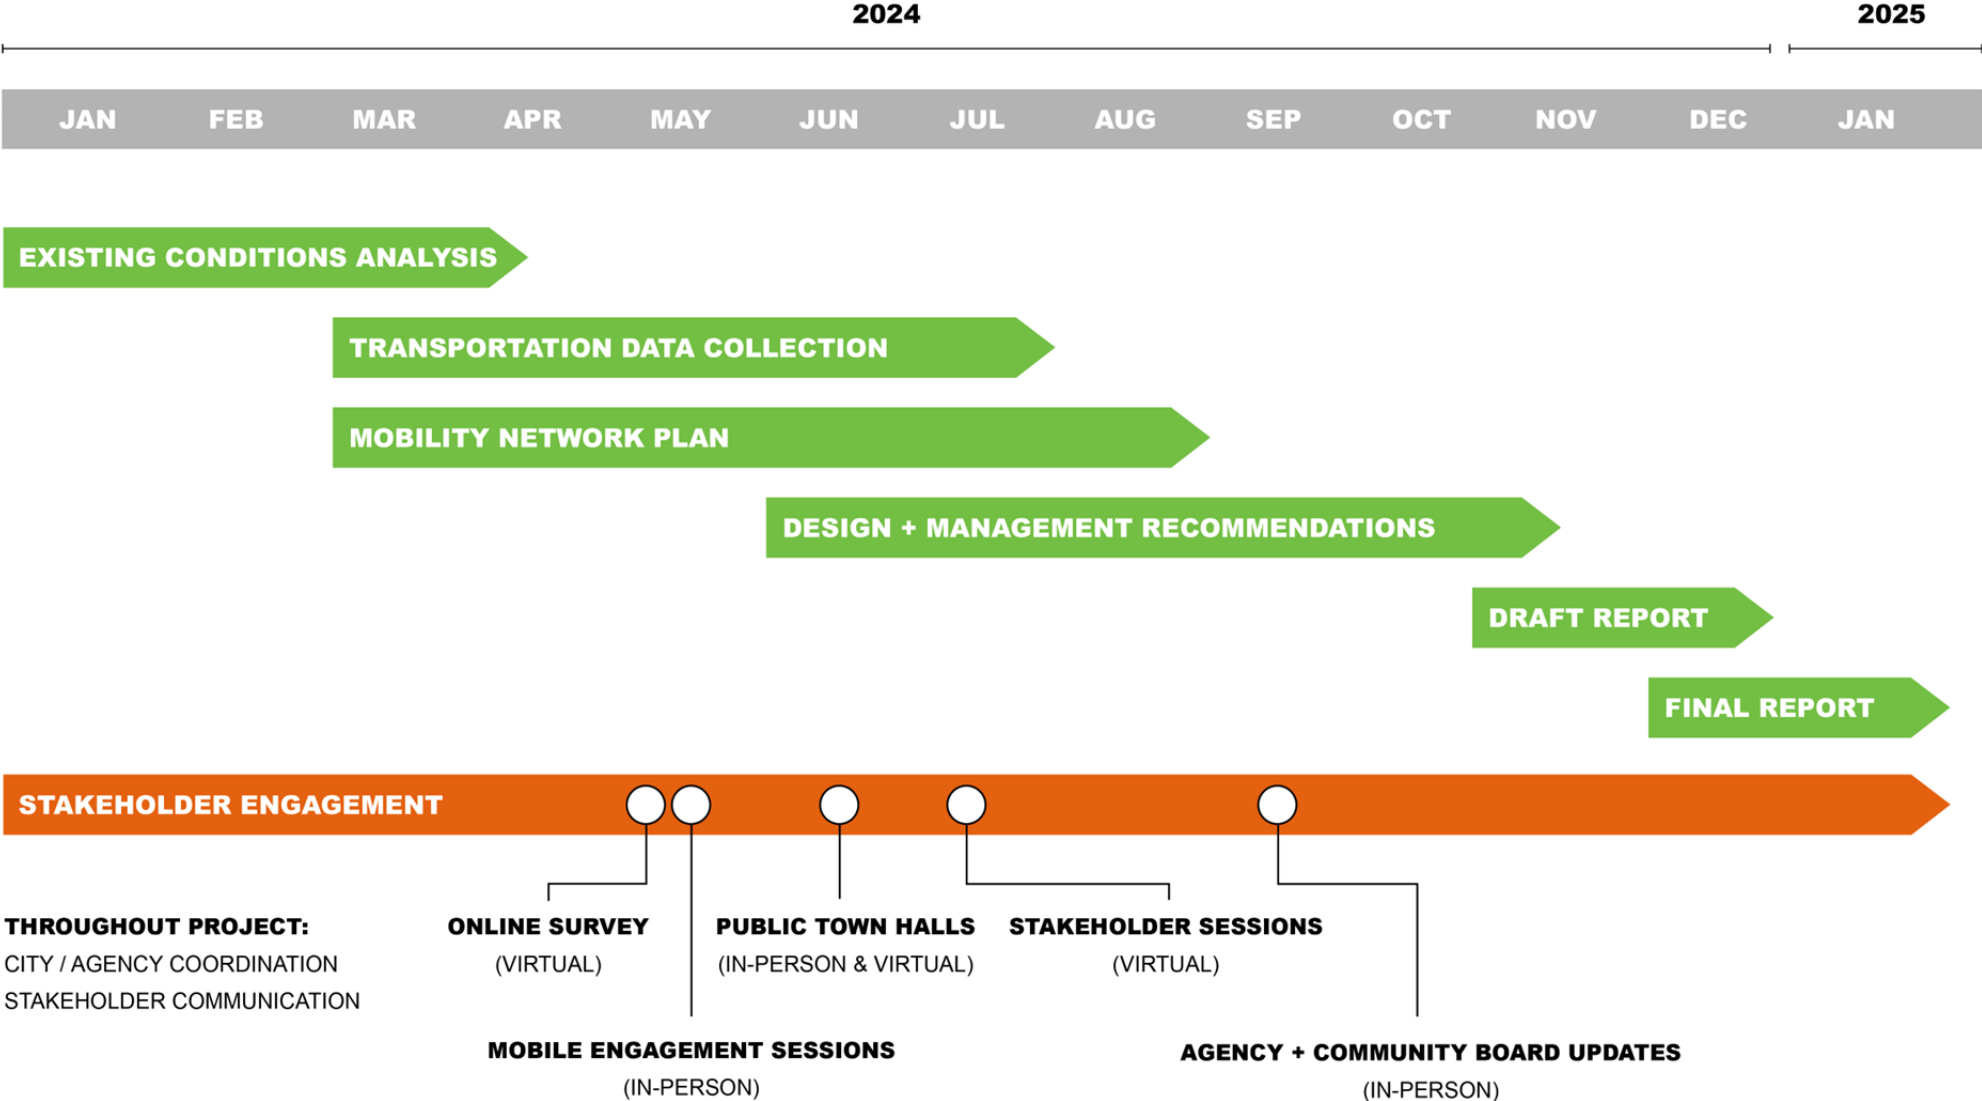 2024
2025
JAN
FEB
MAR
APR
MAY
JUN
JUL
AUG
SEP
OCT
NOV
DEC
JAN
EXISTING CONDITIONS ANALYSIS
TRANSPORTATION DATA COLLECTION
MOBILITY NETWORK PLAN
DESIGN + MANAGEMENT RECOMMENDATIONS
DRAFT REPORT
FINAL REPORT
STAKEHOLDER ENGAGEMENT
THROUGHOUT PROJECT:
CITY / AGENCY COORDINATION
STAKEHOLDER COMMUNICATION
ONLINE SURVEY
(VIRTUAL)
PUBLIC TOWN HALLS
(IN-PERSON & VIRTUAL)
STAKEHOLDER SESSIONS
(VIRTUAL)
MOBILE ENGAGEMENT SESSIONS
(IN-PERSON)
AGENCY + COMMUNITY BOARD UPDATES
(IN-PERSON)